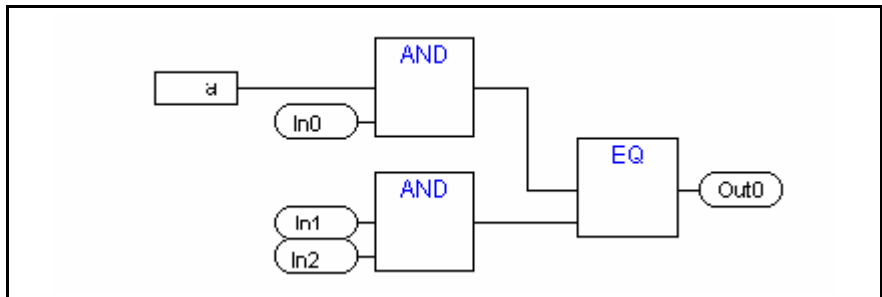 AND
a
In0
EQ
AND
Out0
In1
In2